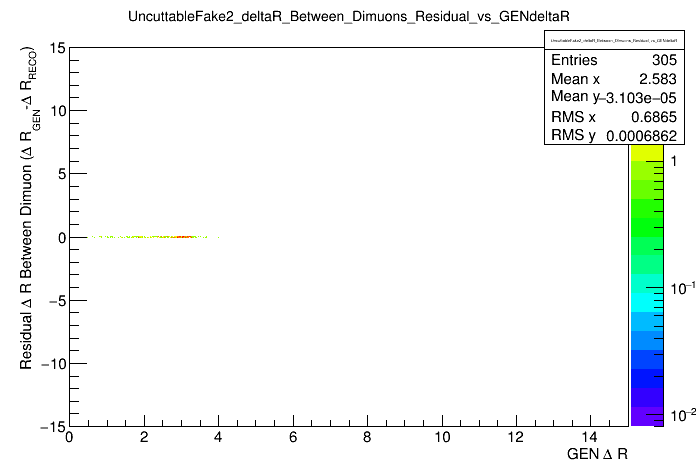 UncuttableFake2_deltaR_Between_Dimuons_Residual_vs_GENdeltaR
UncuttableFake2_deltaR_Between_Dimuons_Residual_vs_GENdeltaR
Entries 305
Mean x 2.583
Mean y −3.103e−05
RMS x 0.6865
RMS y 0.0006862
Residual Δ R Between Dimuon (Δ R_GEN -Δ R_RECO)
15
10
5
0
−5
−10
−15
0 2 4 6 8 10 12 14
GEN Δ R
1
10^−1
10^−2